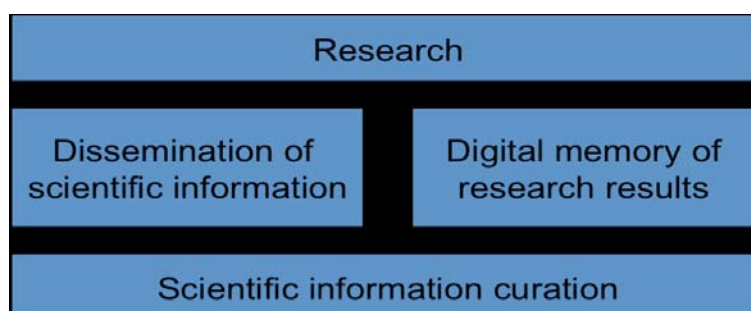 Research
Dissemination of
scientific information
Digital memory of
research results
Scientific information curation